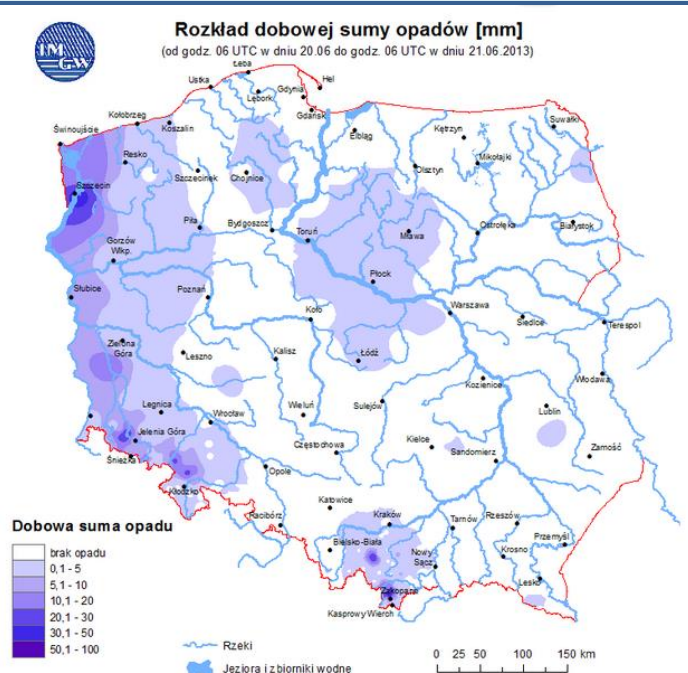 IM
GW
Rozkład dobowej sumy opadów [mm]
(od godz. 06 UTC w dniu 20.06 do godz. 06 UTC w dniu 21.06.2013)
Łeba
Hel
Ustka
Gdynia
Lębork
Gdańsk
Kołobrzeg
Koszalin
Suwałki
Świnoujście
Elbląg
Kętrzyn
Resko
Mikołajki
Olsztyn
Szczecinek
Chojnice
Szczecin
Piła
Bydgoszcz
Toruń
Mława
Ostrołęka
Białystok
Gorzów
Wlkp.
Płock
Słubice
Poznań
Koło
Warszawa
Siedlce
Terespol
Zielona
Góra
Leszno
Kalisz
Łódź
Kozienice
Włodawa
Legnica
Wrocław
Wieluń
Sulejów
Lublin
Jelenia Góra
Śnieżka
Częstochowa
Kielce
Sandomierz
Zamość
Opole
Kłodzko
Katowice
Racibórz
Kraków
Tarnów
Rzeszów
Przemyśl
Bielsko-Biała
Nowy
Sącz
Krosno
Lesko
Zakopane
Kasprowy Wierch
Dobowa suma opadu
brak opadu
0,1 - 5
5,1 - 10
10,1 - 20
20,1 - 30
30,1 - 50
50,1 - 100
Rzeki
Jeziora i zbiorniki wodne
0 25 50 100 150 km